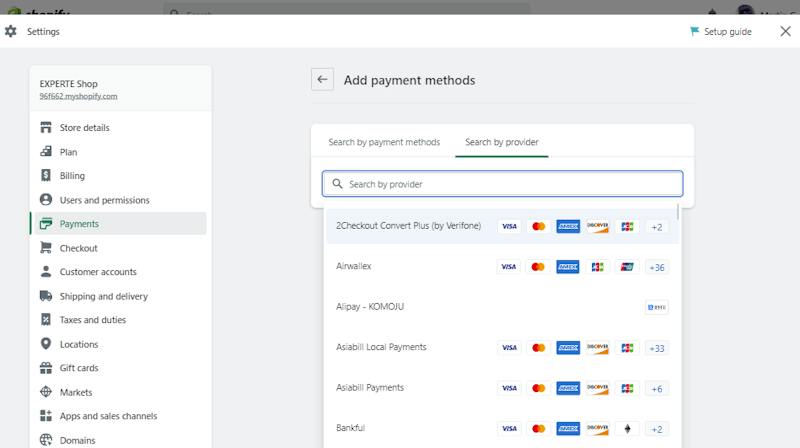 shopify
Search
Settings
Setup guide
EXPERTE Shop
96f662.myshopify.com
Store details
Plan
Billing
Users and permissions
Payments
Checkout
Customer accounts
Shipping and delivery
Taxes and duties
Locations
Gift cards
Markets
Apps and sales channels
Domains
Add payment methods
Search by payment methods
Search by provider
Search by provider
2Checkout Convert Plus (by Verifone)
VISA
AMEX
DISCOVER
JCB
+2
Airwallex
VISA
AMEX
JCB
+36
Alipay - KOMOJU
Asiabill Local Payments
VISA
AMEX
DISCOVER
JCB
+33
Asiabill Payments
VISA
AMEX
DISCOVER
JCB
+6
Bankful
VISA
AMEX
DISCOVER
+2